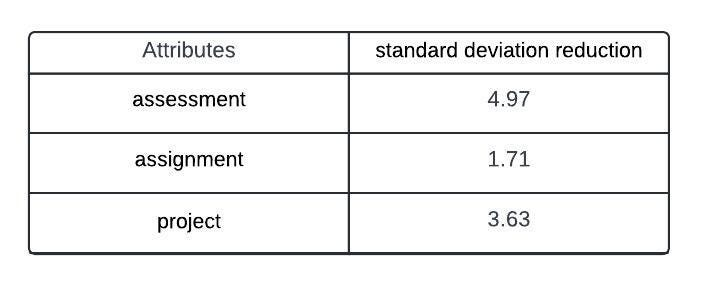 Attributes standard deviation reduction
assessment 4.97
assignment 1.71
project 3.63